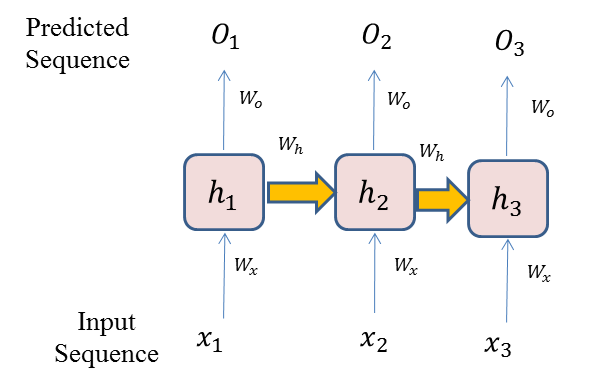 Predicted
Sequence
O₁ O₂ O₃
Wₒ Wₒ Wₒ
Wₕ Wₕ
h₁ h₂ h₃
Wₓ Wₓ Wₓ
Input
Sequence
x₁ x₂ x₃